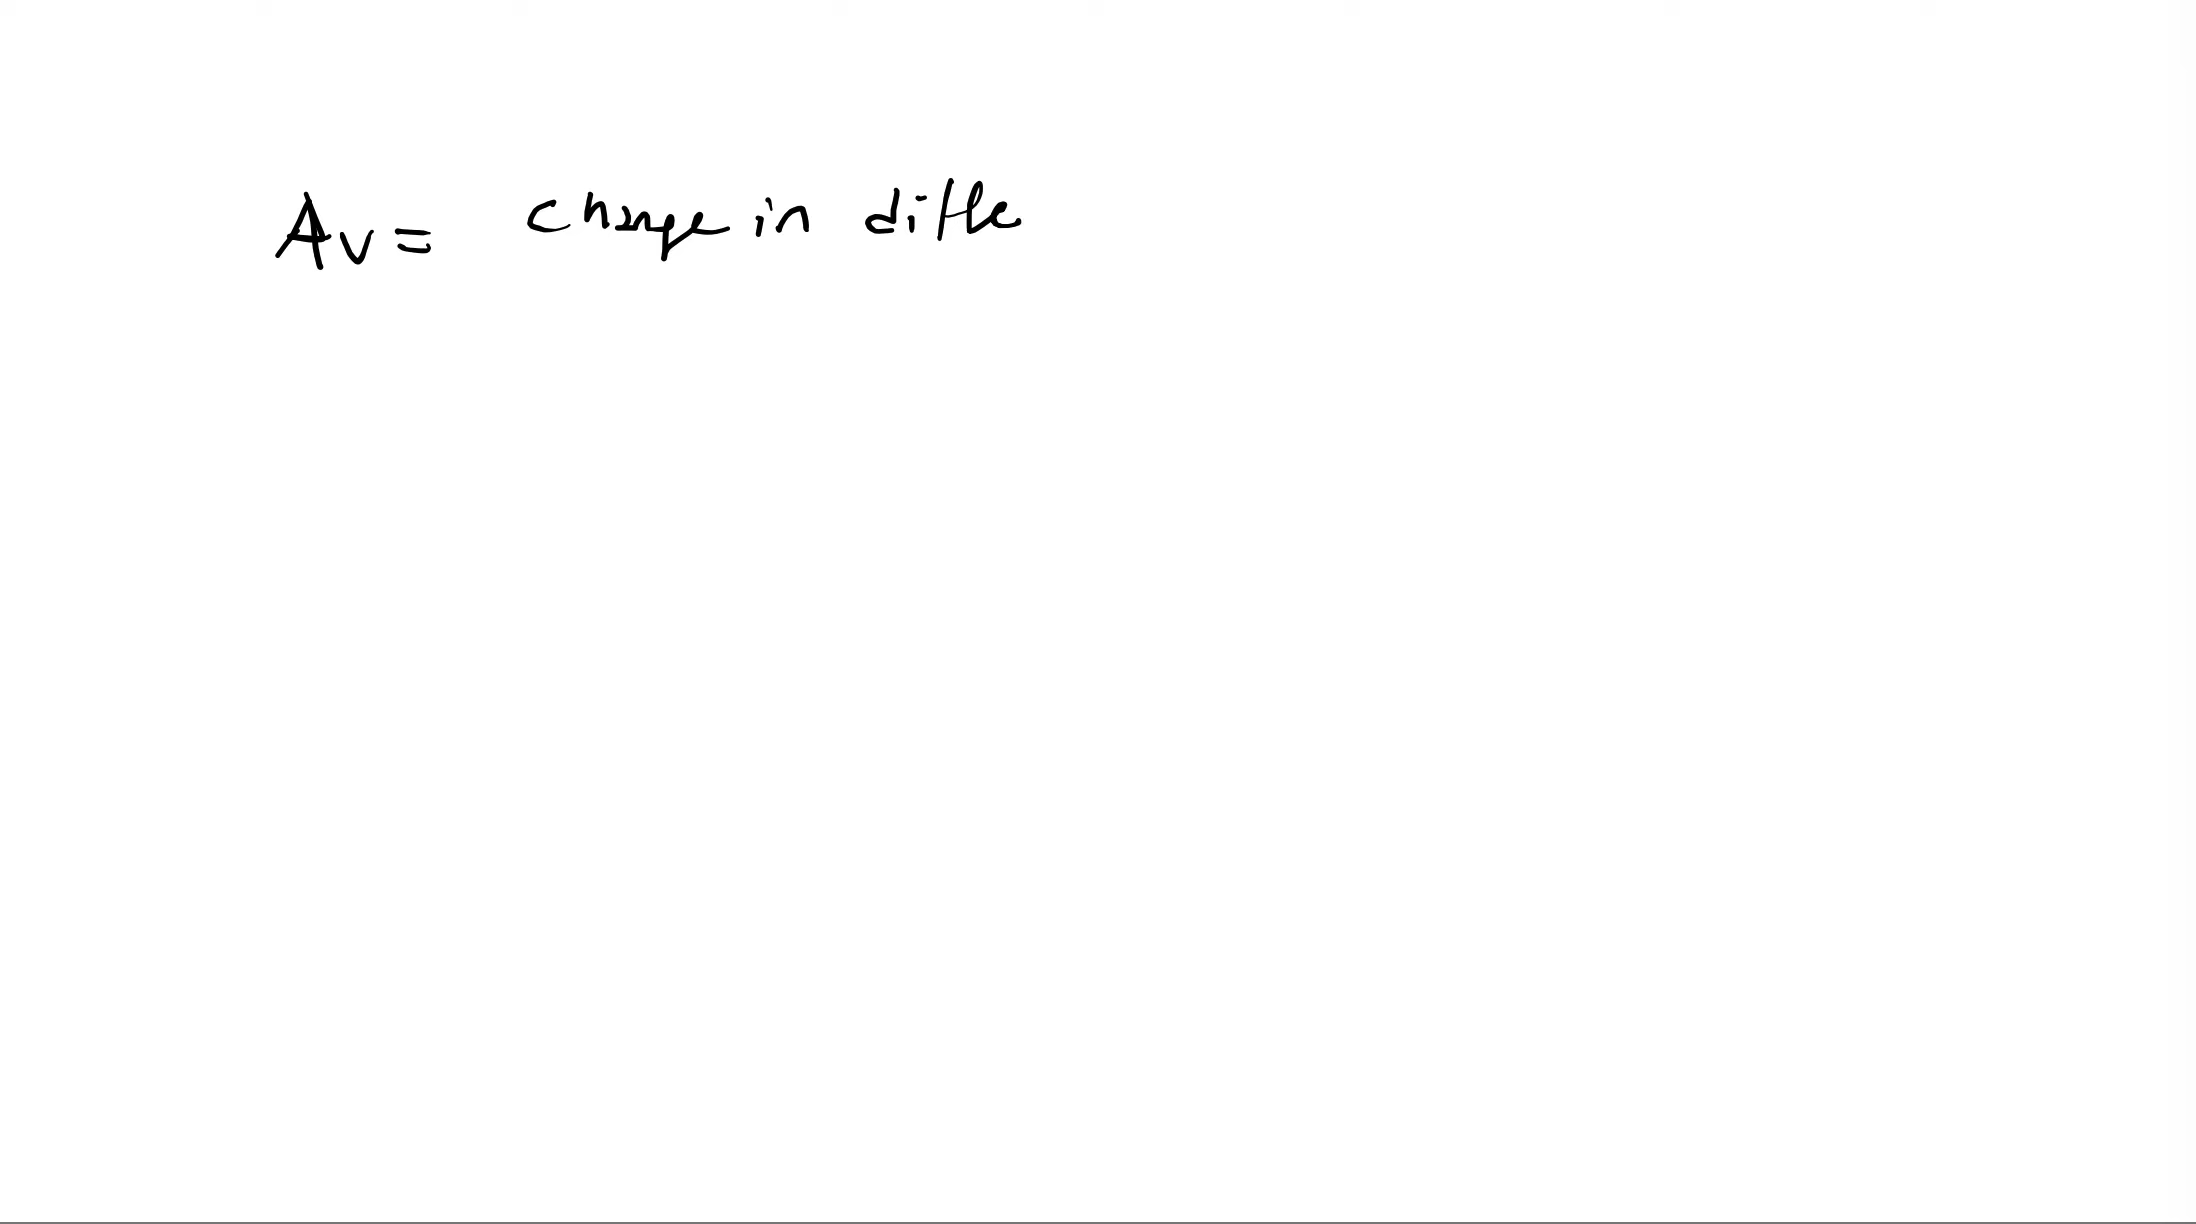 Av = change in diffe